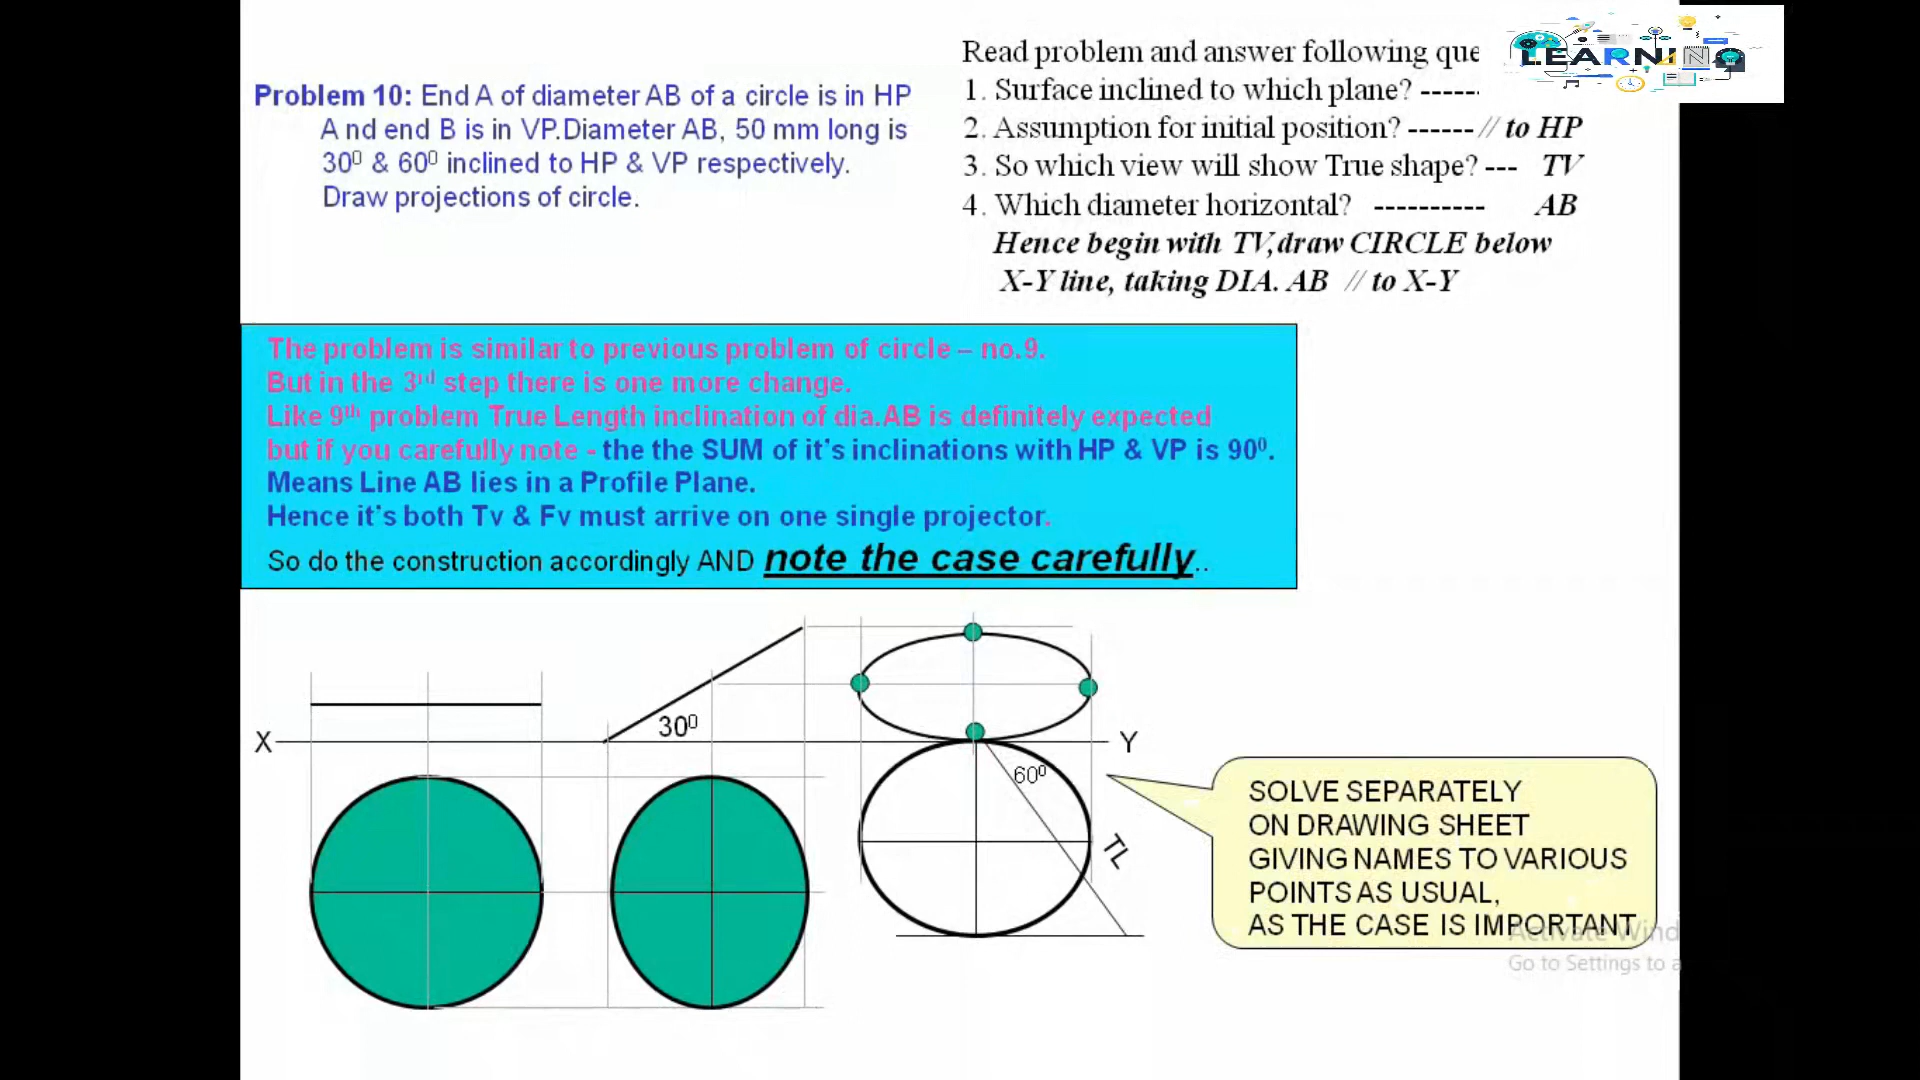 Problem 10: End A of diameter AB of a circle is in HP
A nd end B is in VP.Diameter AB, 50 mm long is
30⁰ & 60⁰ inclined to HP & VP respectively.
Draw projections of circle.
Read problem and answer following que
1. Surface inclined to which plane? -----
2. Assumption for initial position? ------// to HP
3. So which view will show True shape? --- TV
4. Which diameter horizontal? ---------- AB
Hence begin with TV,draw CIRCLE below
X-Y line, taking DIA. AB // to X-Y
LEARNING
The problem is similar to previous problem of circle – no.9.
But in the 3rd step there is one more change.
Like 9th problem True Length inclination of dia.AB is definitely expected
but if you carefully note - the the SUM of it's inclinations with HP & VP is 90⁰.
Means Line AB lies in a Profile Plane.
Hence it's both Tv & Fv must arrive on one single projector.
So do the construction accordingly AND note the case carefully..
30⁰
X
Y
60⁰
TL
SOLVE SEPARATELY
ON DRAWING SHEET
GIVING NAMES TO VARIOUS
POINTS AS USUAL,
AS THE CASE IS IMPORTANT
Activate Wind
Go to Settings to a